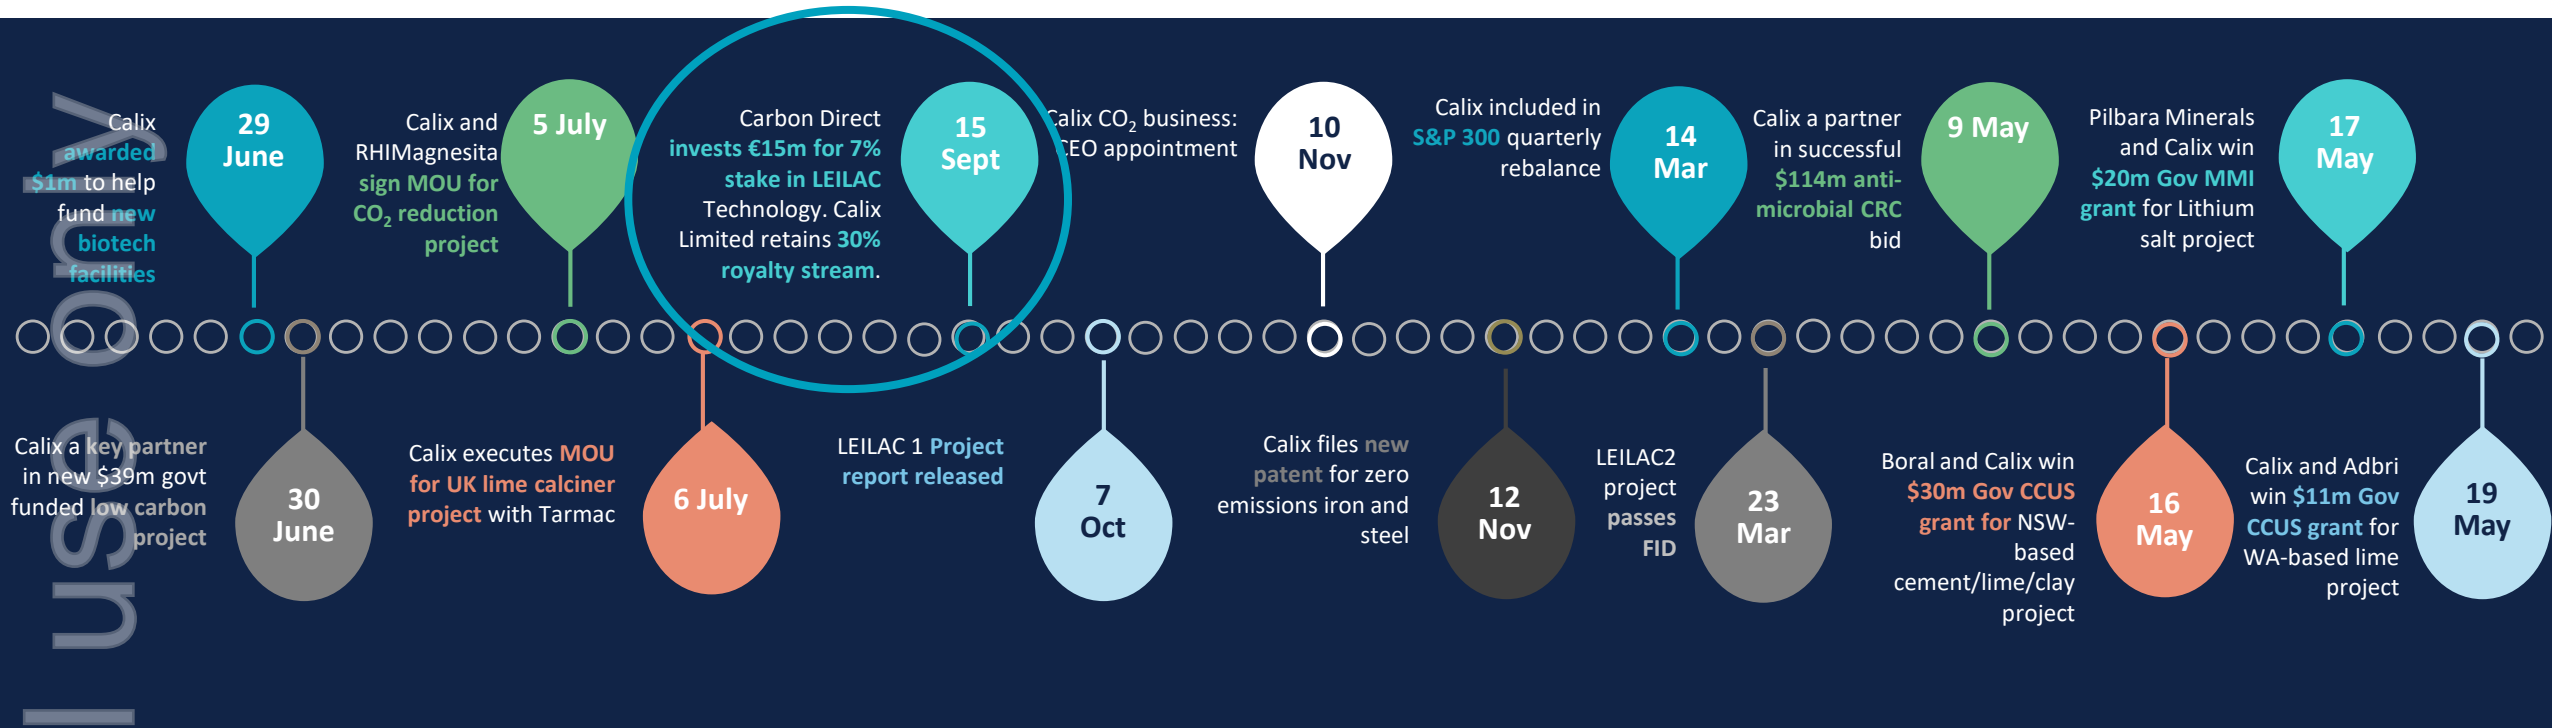 Calix
awarded
$1m to help
fund new
biotech
facilities
29
June
Calix and
RHIMagnesita
sign MOU for
CO₂ reduction
project
5 July
Carbon Direct
invests €15m for 7%
stake in LEILAC
Technology. Calix
Limited retains 30%
royalty stream.
15
Sept
Calix CO₂ business:
CEO appointment
10
Nov
Calix included in
S&P 300 quarterly
rebalance
14
Mar
Calix a partner
in successful
$114m anti-
microbial CRC
bid
9 May
Pilbara Minerals
and Calix win
$20m Gov MMI
grant for Lithium
salt project
17
May
Calix a key partner
in new $39m govt
funded low carbon
project
30
June
Calix executes MOU
for UK lime calciner
project with Tarmac
6 July
LEILAC 1 Project
report released
7
Oct
Calix files new
patent for zero
emissions iron and
steel
12
Nov
LEILAC2
project
passes
FID
23
Mar
Boral and Calix win
$30m Gov CCUS
grant for NSW-
based
cement/lime/clay
project
16
May
Calix and Adbri
win $11m Gov
CCUS grant for
WA-based lime
project
19
May
l use only